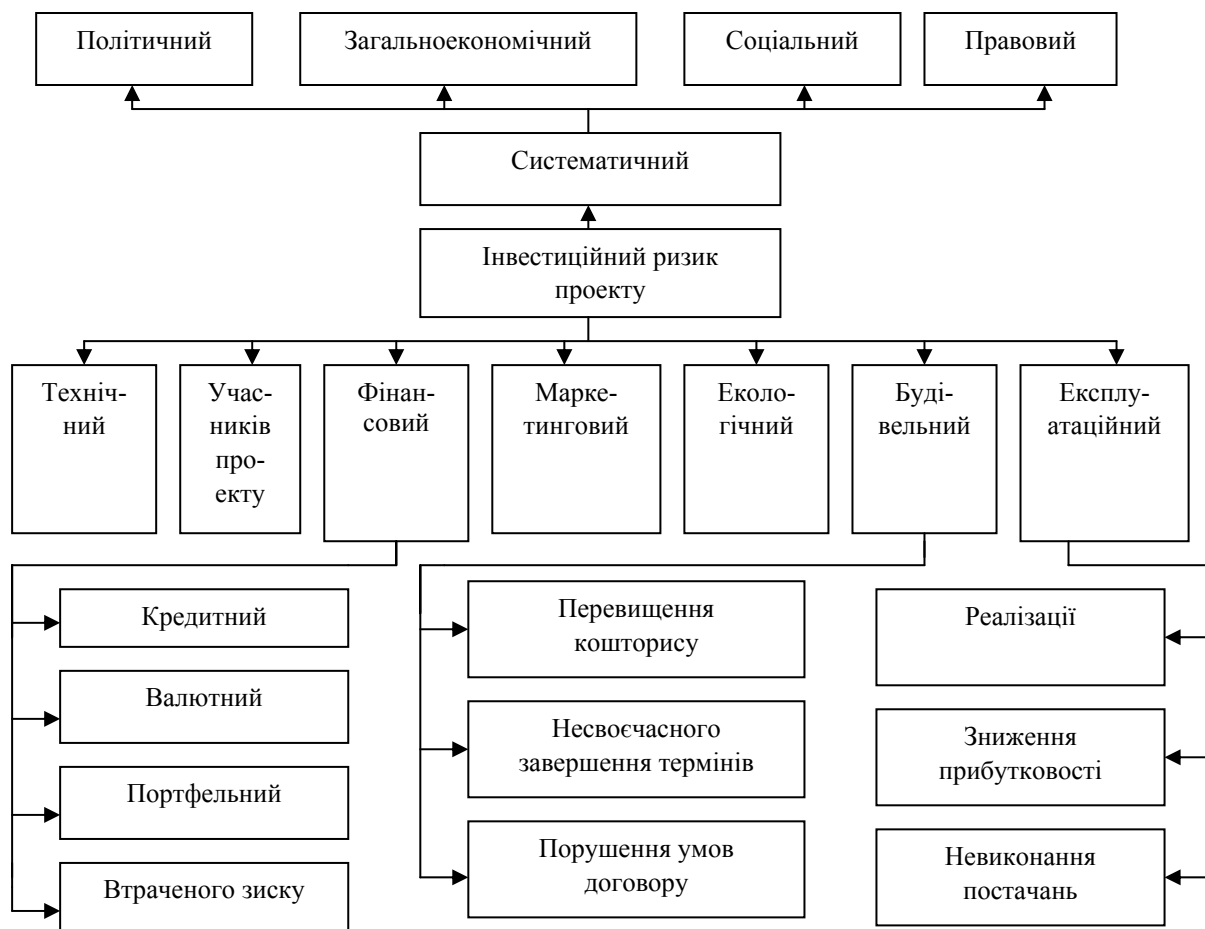 Політичний
Загальноекономічний
Соціальний
Правовий
Систематичний
Інвестиційний ризик
проекту
Техніч-
ний
Учас-
ників
про-
екту
Фінан-
совий
Марке-
тинговий
Еколо-
гічний
Буді-
вельний
Експлу-
атаційний
Кредитний
Валютний
Портфельний
Втраченого зиску
Перевищення
кошторису
Несвоєчасного
завершення термінів
Порушення умов
договору
Реалізації
Зниження
прибутковості
Невиконання
постачань